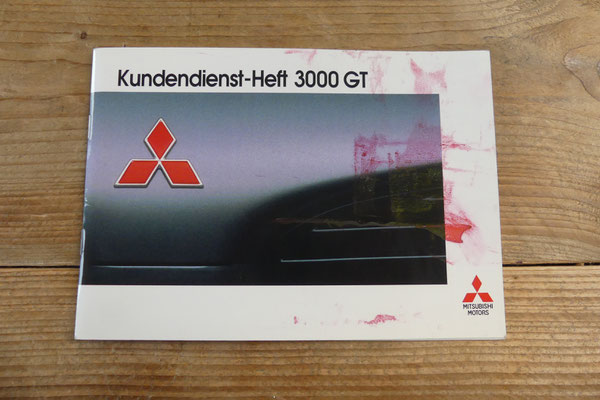 Kundendienst-Heft 3000 GT
MITSUBISHI
MOTORS